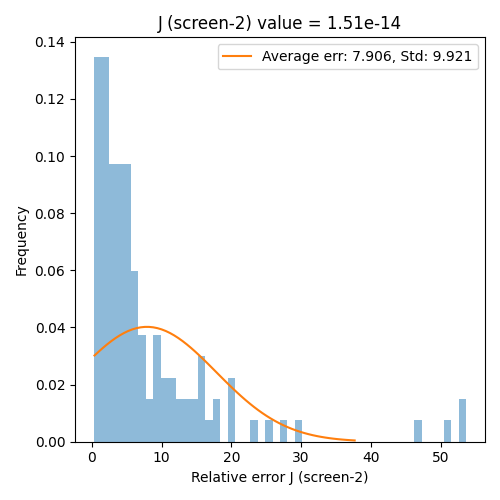 J (screen-2) value = 1.51e-14
Average err: 7.906, Std: 9.921
0.14
0.12
0.10
0.08
0.06
0.04
0.02
0.00
Frequency
0 10 20 30 40 50
Relative error J (screen-2)